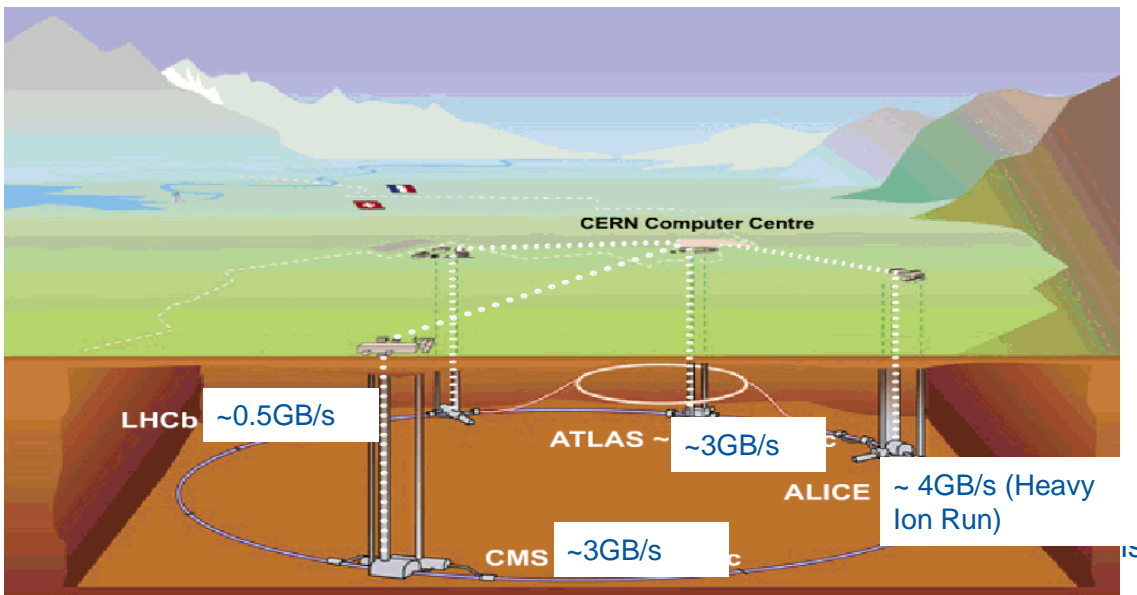 CERN Computer Centre
LHCb ~0.5GB/s
ATLAS ~ ~3GB/s c
ALICE ~ 4GB/s (Heavy
Ion Run)
CMS ~3GB/s c